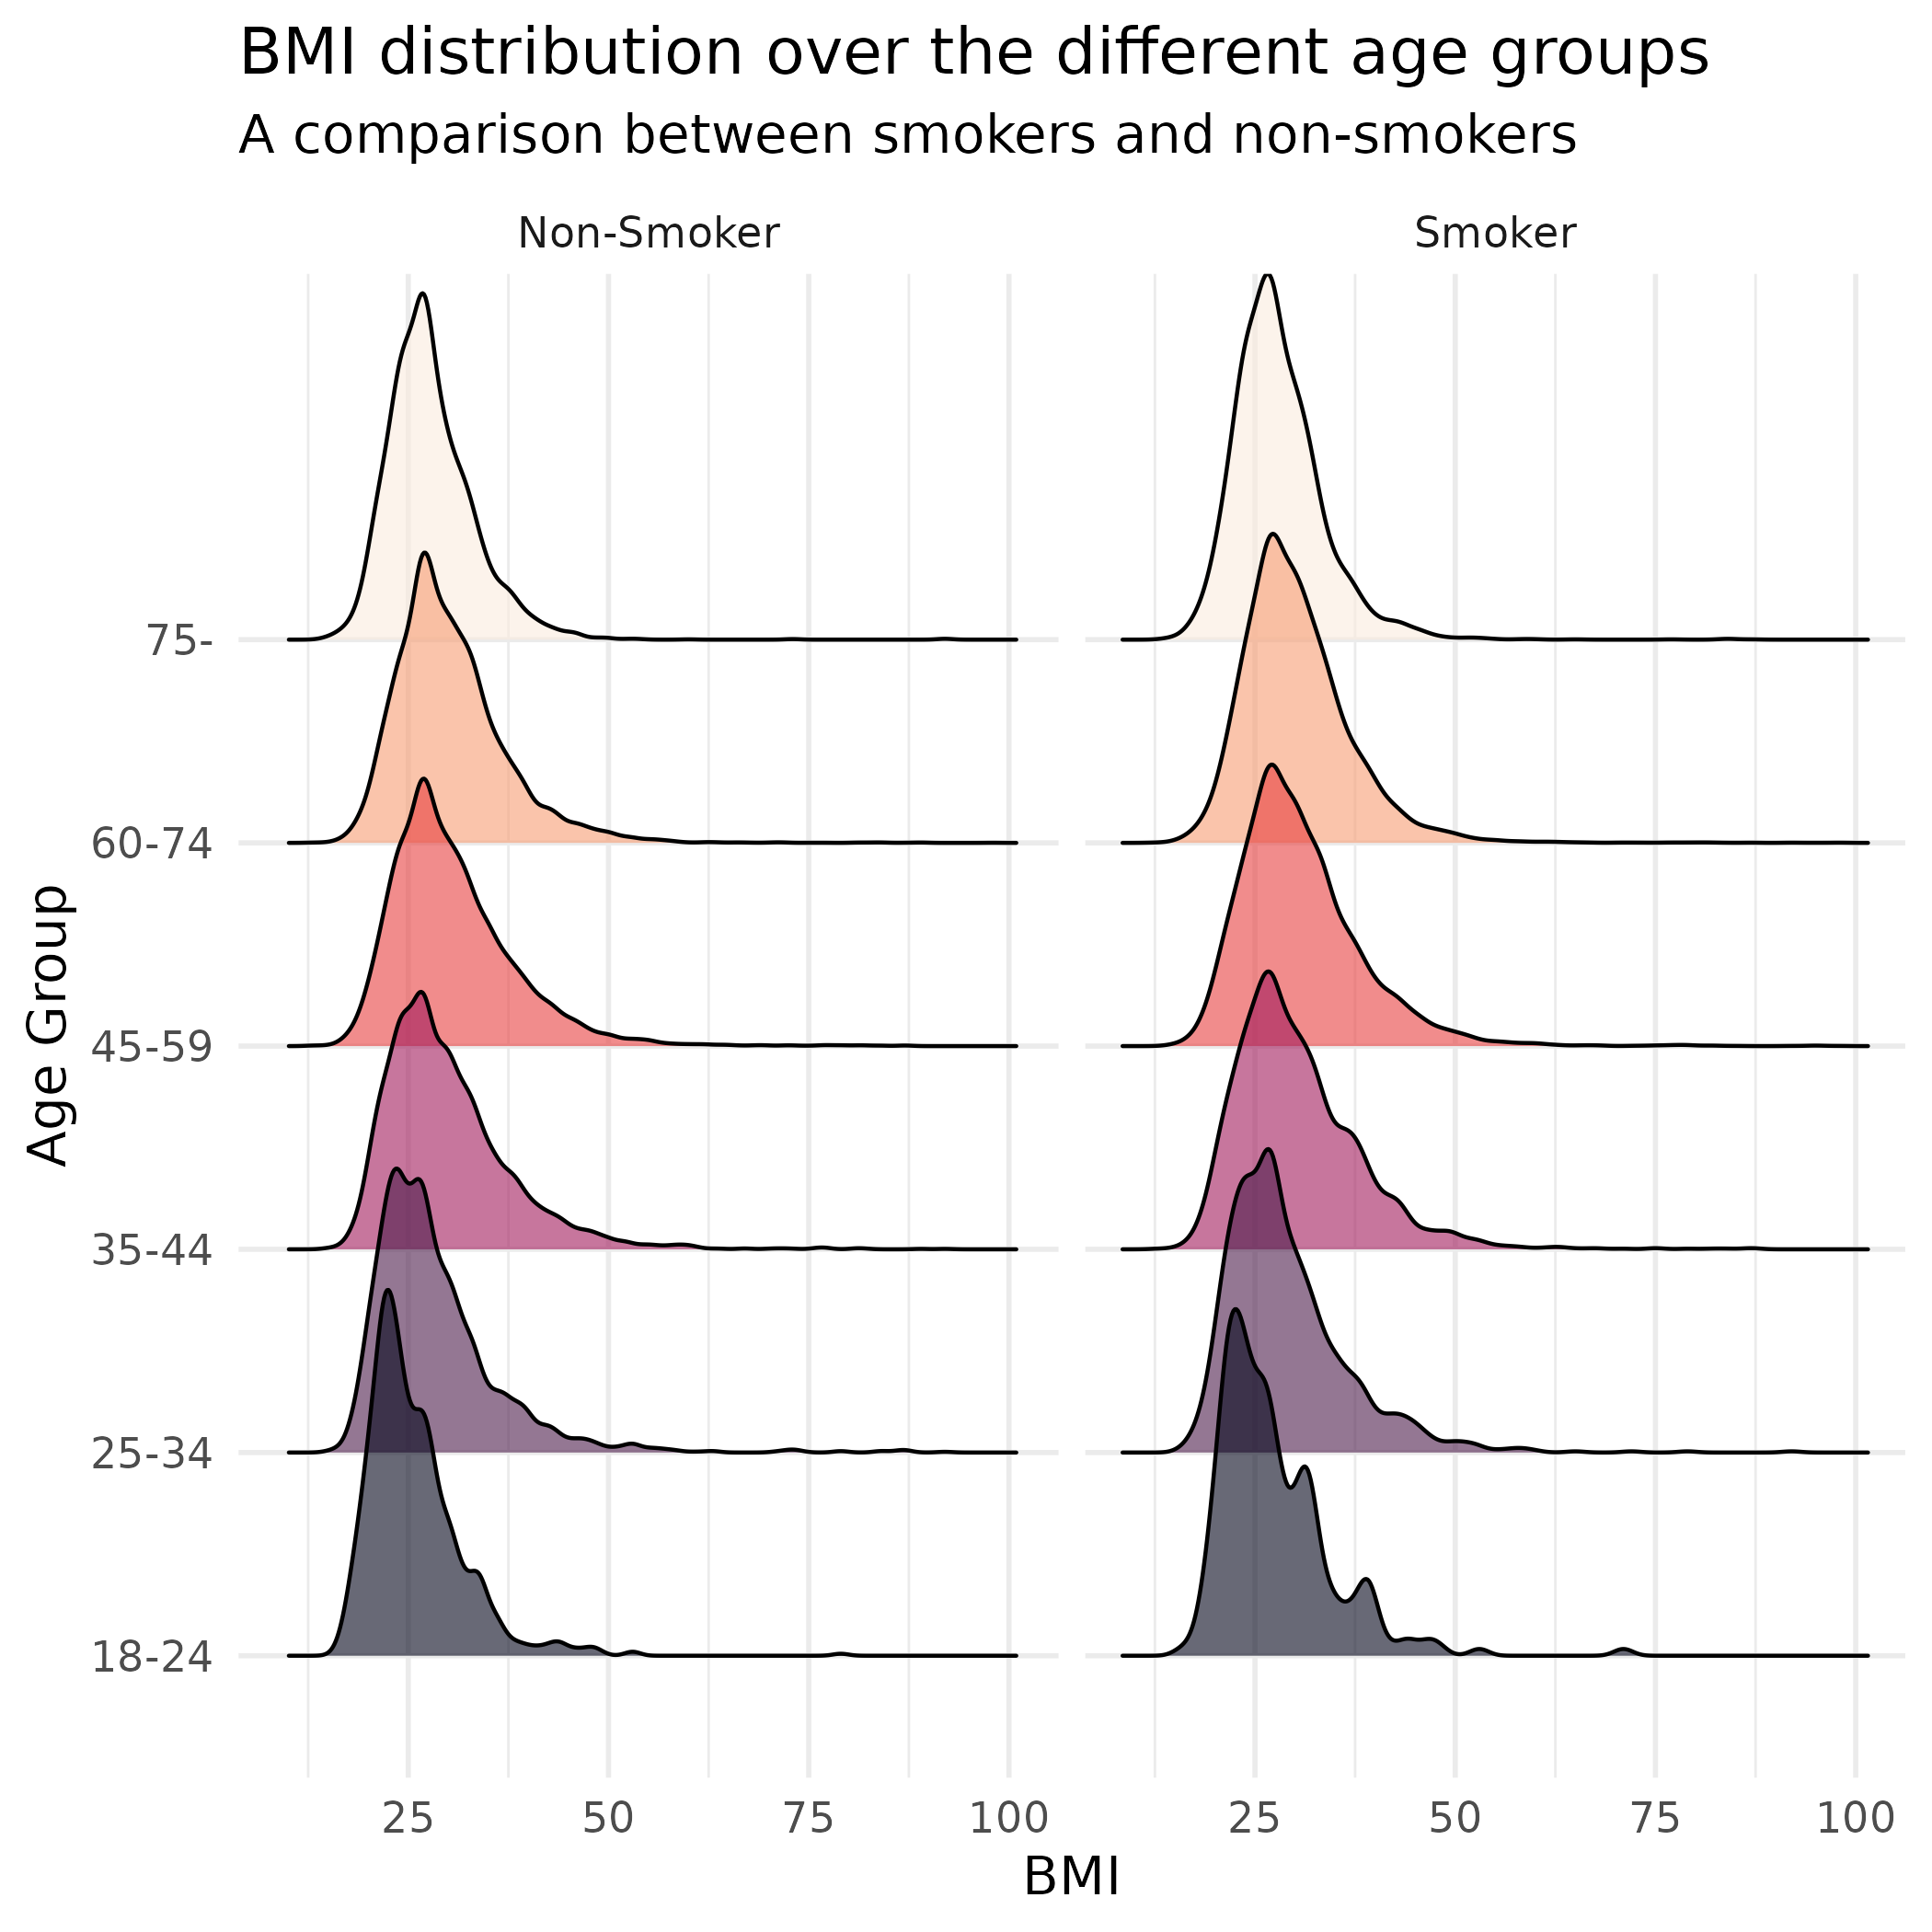 BMI distribution over the different age groups
A comparison between smokers and non-smokers
Non-Smoker
Smoker
Age Group
75-
60-74
45-59
35-44
25-34
18-24
25 50 75 100 25 50 75 100
BMI